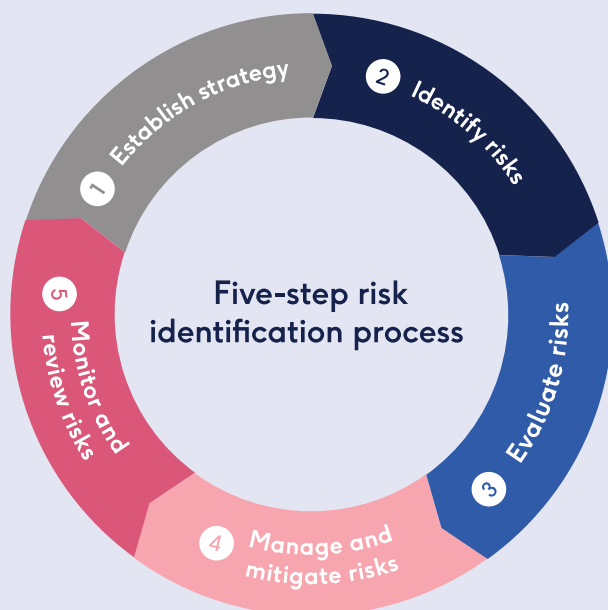 Five-step risk
identification process
1 Establish strategy
2 Identify risks
3 Evaluate risks
4 Manage and
mitigate risks
5 Monitor and
review risks